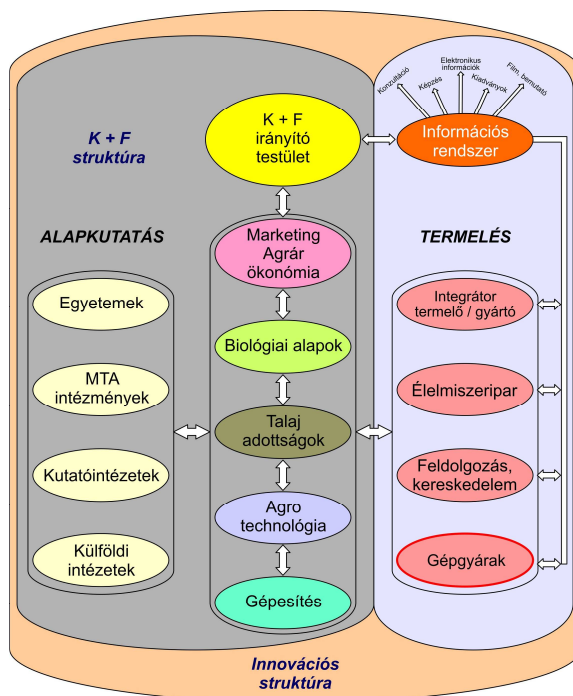 Konzultáció
Képzés
Elektronikus
információk
Kiadványok
Film, bemutató
K + F
irányító
testület
Információs
rendszer
K + F
struktúra
ALAPKUTATÁS
Marketing
Agrár
ökonómia
TERMELÉS
Egyetemek
MTA
intézmények
Kutatóintézetek
Külföldi
intézetek
Biológiai alapok
Talaj
adottságok
Agro
technológia
Gépesítés
Integrátor
termelő / gyártó
Élelmiszeripar
Feldolgozás,
kereskedelem
Gépgyárak
Innovációs
struktúra